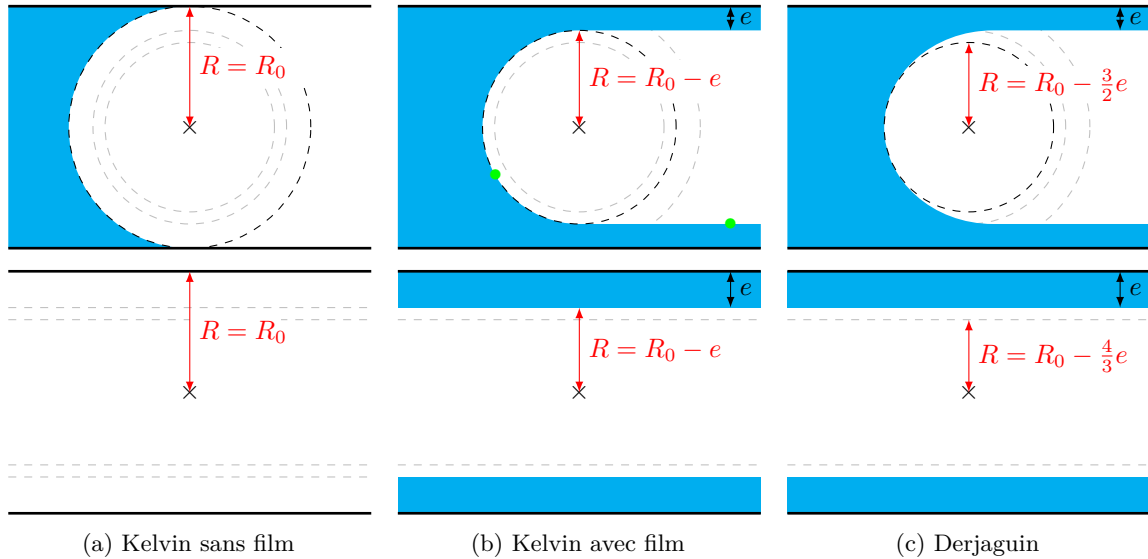 e
e
R = R₀
R = R₀ − e
R = R₀ − 3/2 e
e
e
R = R₀
R = R₀ − e
R = R₀ − 4/3 e
(a) Kelvin sans film
(b) Kelvin avec film
(c) Derjaguin